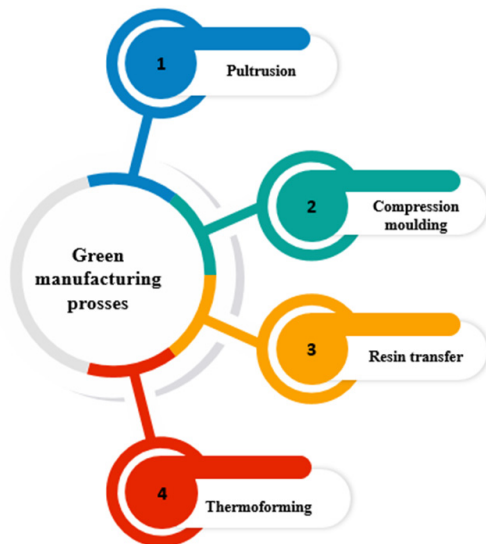 1
Pultrusion
2
Compression
moulding
Green
manufacturing
prosses
3
Resin transfer
4
Thermoforming